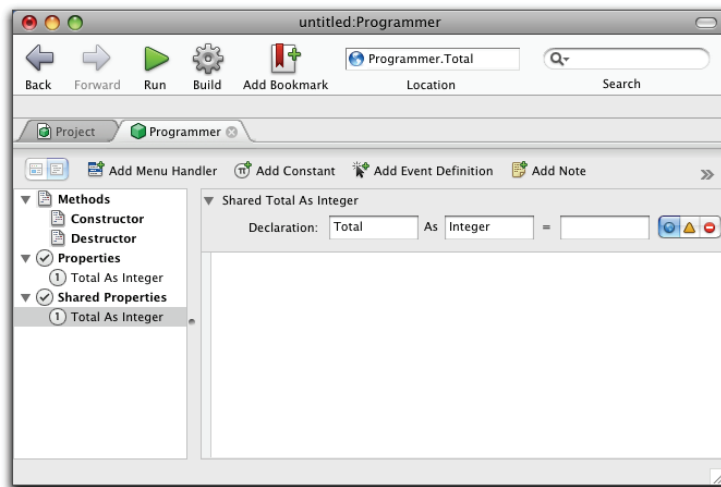 untitled:Programmer
Programmer.Total
Back Forward Run Build Add Bookmark Location Search
Project Programmer
Add Menu Handler π Add Constant Add Event Definition Add Note
Methods
Constructor
Destructor
Properties
1 Total As Integer
Shared Properties
1 Total As Integer
Shared Total As Integer
Declaration: Total As Integer =